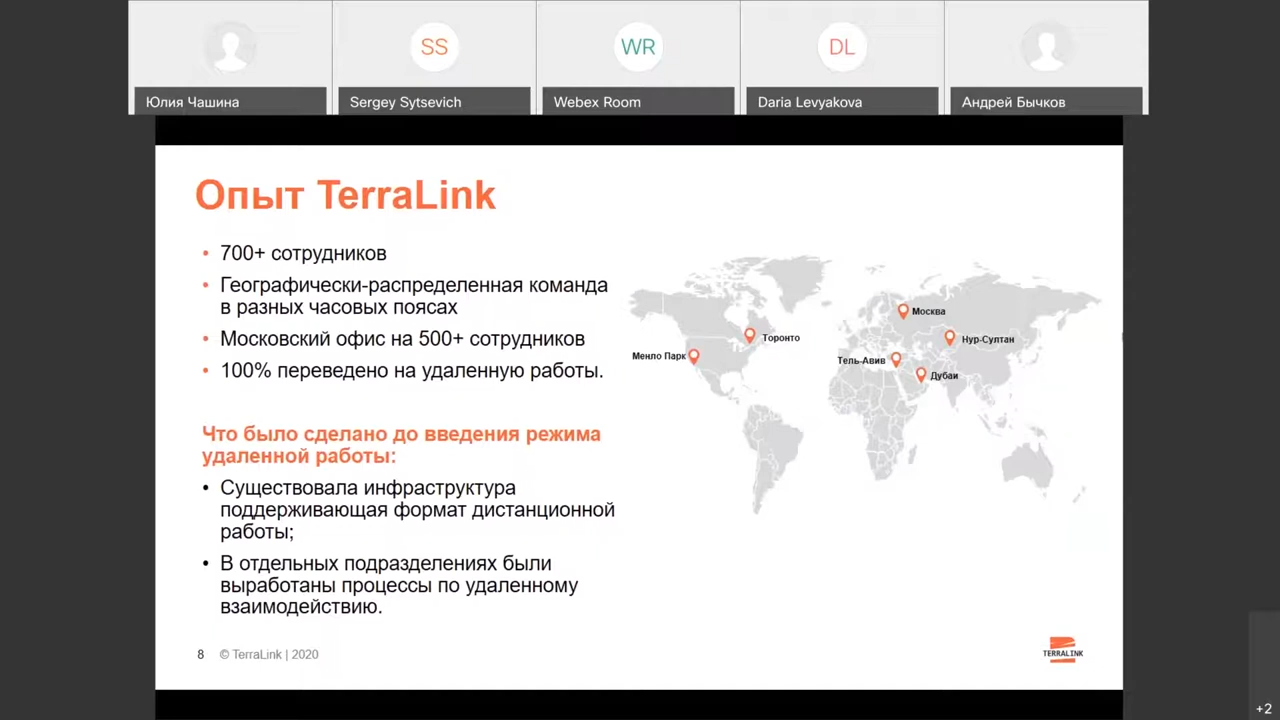 SS
WR
DL
Юлия Чашина
Sergey Sytsevich
Webex Room
Daria Levyakova
Андрей Бычков
Опыт TerraLink
• 700+ сотрудников
• Географически-распределенная команда
в разных часовых поясах
• Московский офис на 500+ сотрудников
• 100% переведено на удаленную работы.
Что было сделано до введения режима
удаленной работы:
• Существовала инфраструктура
поддерживающая формат дистанционной
работы;
• В отдельных подразделениях были
выработаны процессы по удаленному
взаимодействию.
Москва
Торонто
Нур-Султан
Менло Парк
Тель-Авив
Дубаи
8 © TerraLink | 2020
TERRALINK
+2